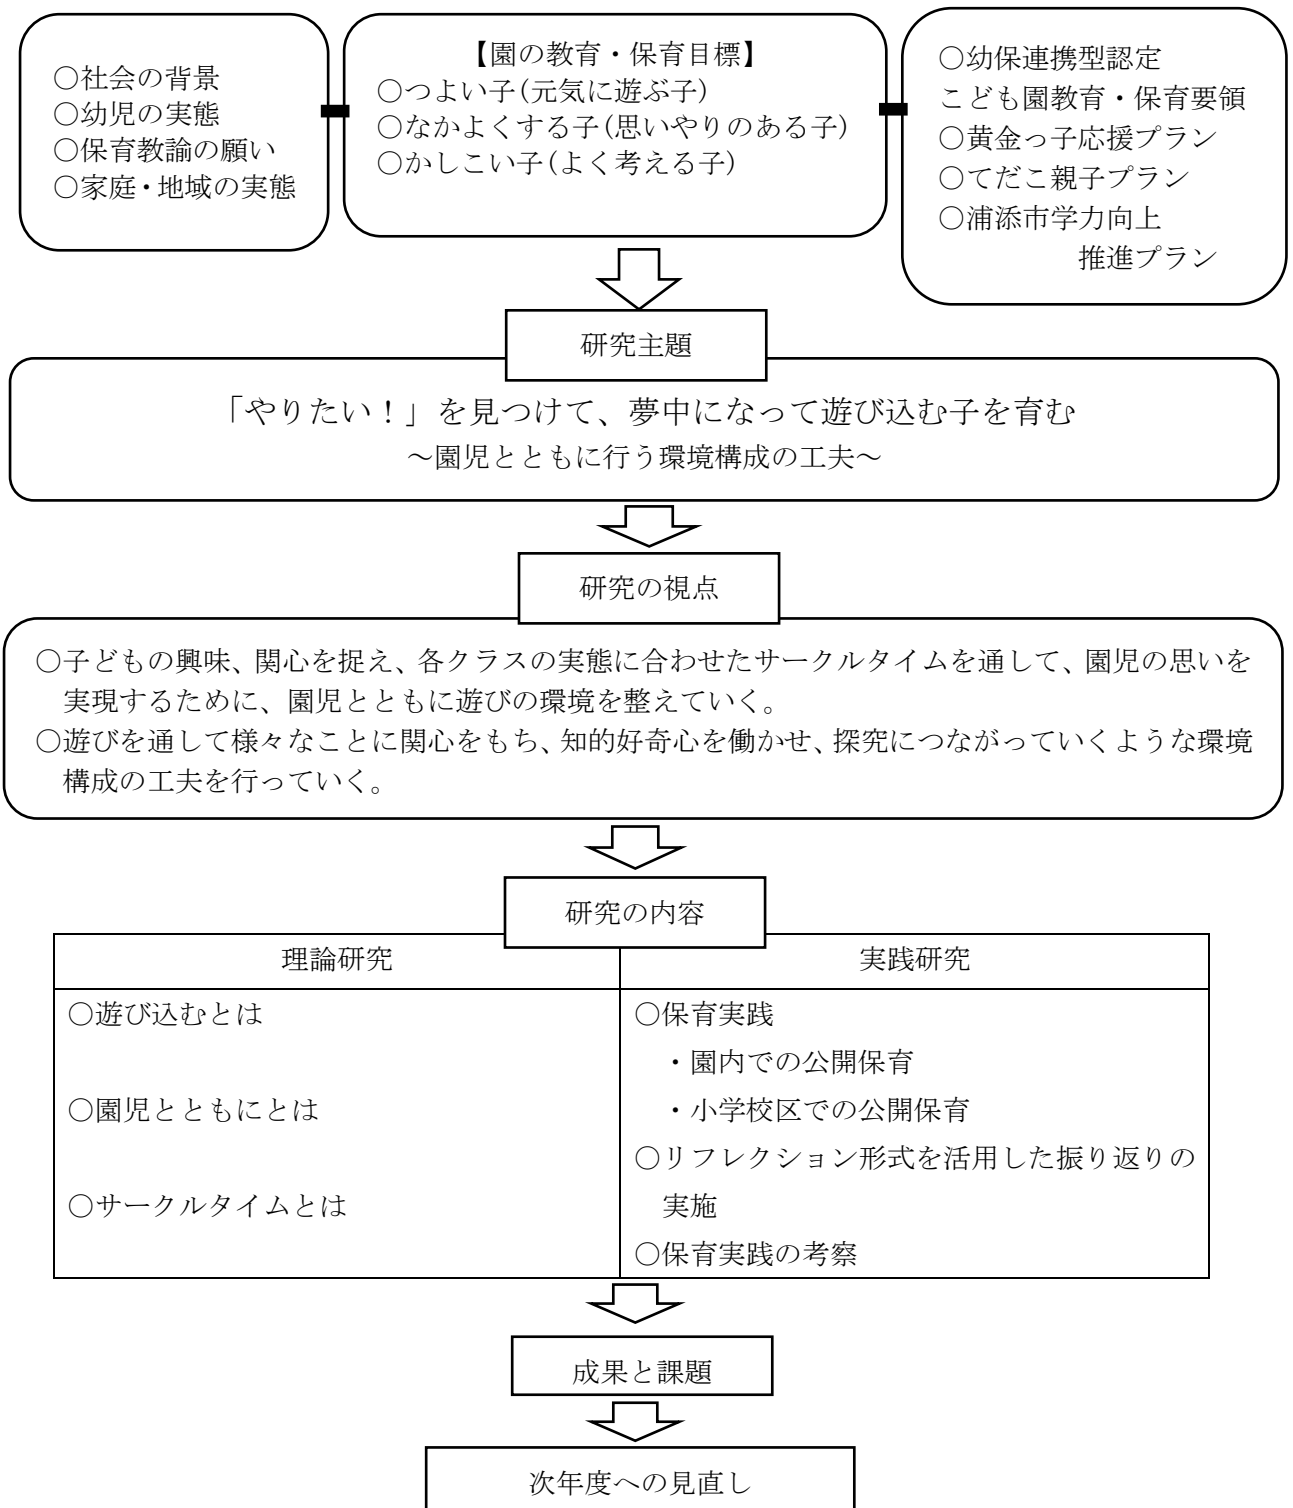 ○社会の背景
○幼児の実態
○保育教諭の願い
○家庭・地域の実態
【園の教育・保育目標】
○つよい子(元気に遊ぶ子)
○なかよくする子(思いやりのある子)
○かしこい子(よく考える子)
○幼保連携型認定
こども園教育・保育要領
○黄金っ子応援プラン
○てだこ親子プラン
○浦添市学力向上
推進プラン
研究主題
「やりたい！」を見つけて、夢中になって遊び込む子を育む
～園児とともに行う環境構成の工夫～
研究の視点
○子どもの興味、関心を捉え、各クラスの実態に合わせたサークルタイムを通して、園児の思いを
実現するために、園児とともに遊びの環境を整えていく。
○遊びを通して様々なことに関心をもち、知的好奇心を働かせ、探究につながっていくような環境
構成の工夫を行っていく。
研究の内容
理論研究
○遊び込むとは
○園児とともにとは
○サークルタイムとは
実践研究
○保育実践
・園内での公開保育
・小学校区での公開保育
○リフレクション形式を活用した振り返りの
実施
○保育実践の考察
成果と課題
次年度への見直し